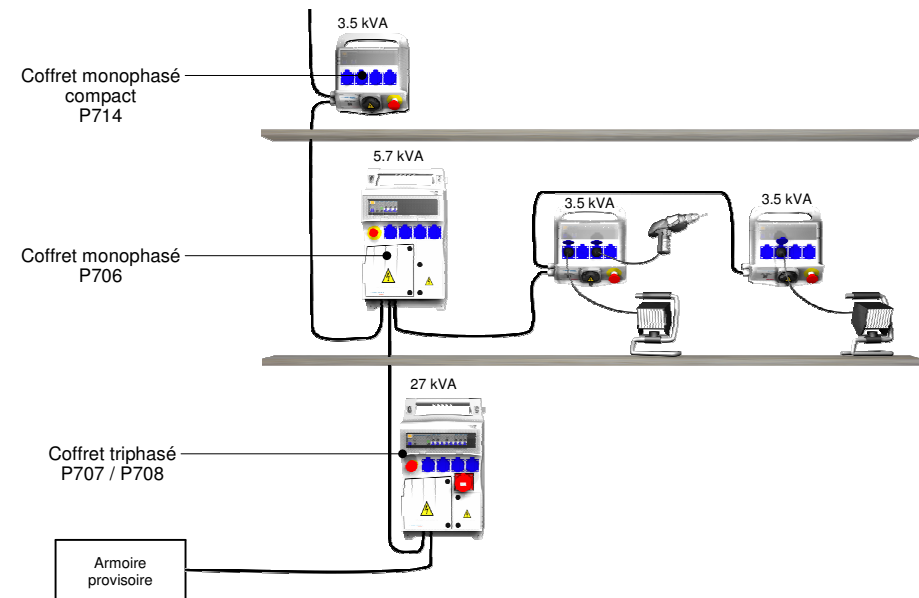 3.5 kVA
Coffret monophasé
compact
P714
5.7 kVA
3.5 kVA
3.5 kVA
Coffret monophasé
P706
27 kVA
Coffret triphasé
P707 / P708
Armoire
provisoire